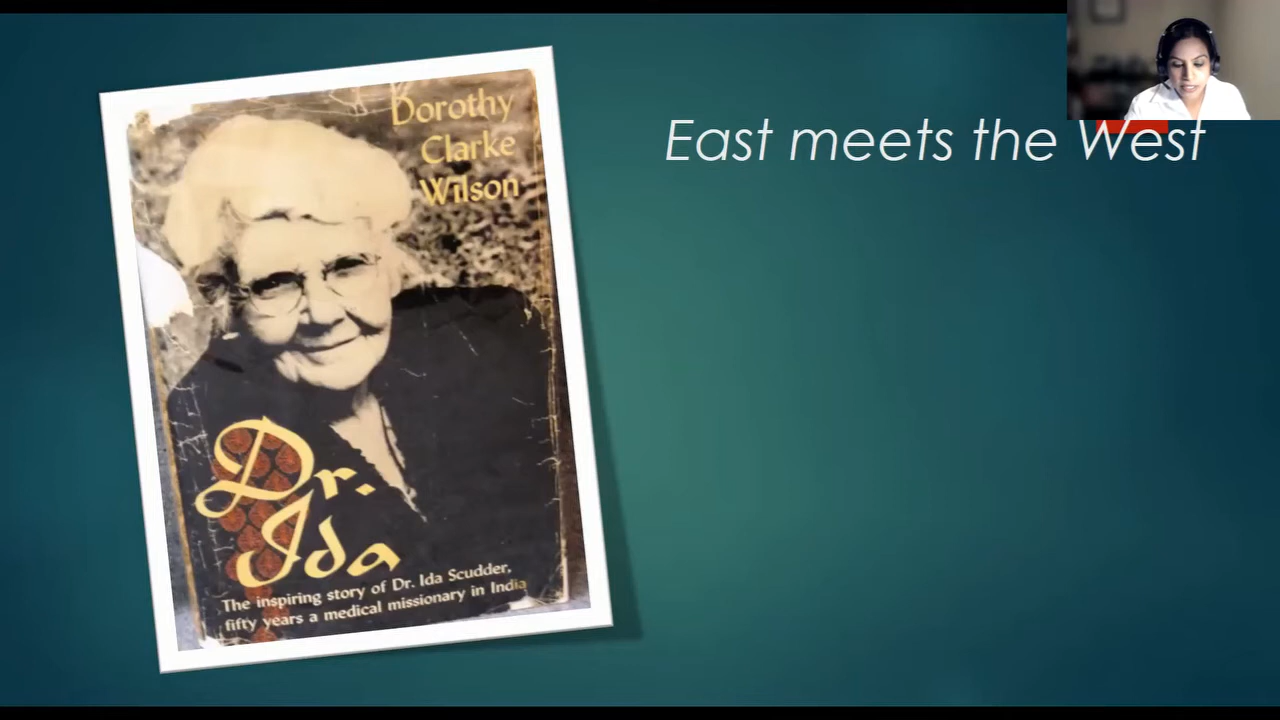 Dorothy
Clarke
Wilson
Dr.
Ida
The inspiring story of Dr. Ida Scudder,
fifty years a medical missionary in India
East meets the West